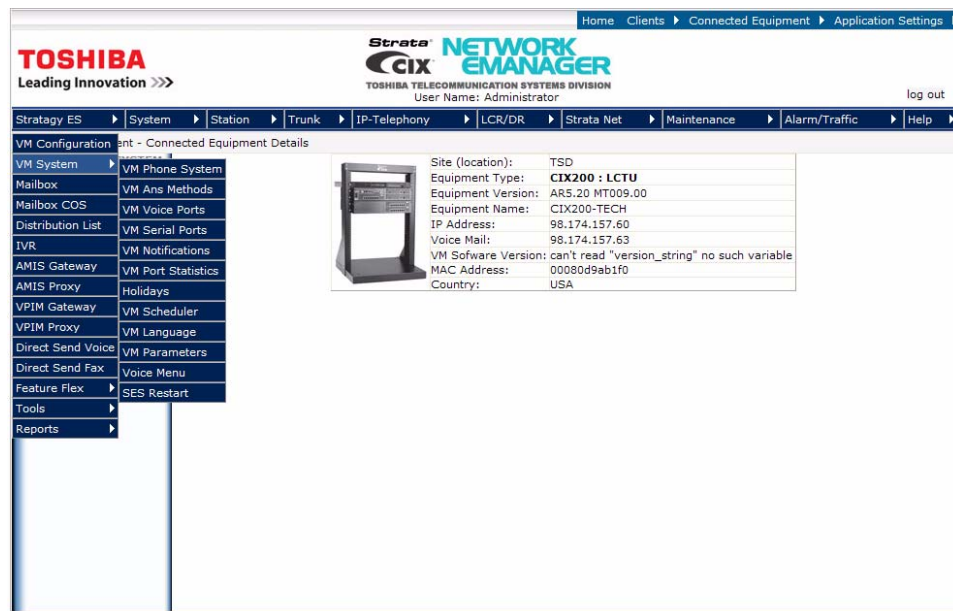 Home Clients Connected Equipment Application Settings
TOSHIBA
Leading Innovation >>>
Strata CIX NETWORK EMANAGER
TOSHIBA TELECOMMUNICATION SYSTEMS DIVISION
User Name: Administrator
log out
Stratagy ES System Station Trunk IP-Telephony LCR/DR Strata Net Maintenance Alarm/Traffic Help
ent - Connected Equipment Details
VM Configuration
VM System
Mailbox
Mailbox COS
Distribution List
IVR
AMIS Gateway
AMIS Proxy
VPIM Gateway
VPIM Proxy
Direct Send Voice
Direct Send Fax
Feature Flex
Tools
Reports
VM Phone System
VM Ans Methods
VM Voice Ports
VM Serial Ports
VM Notifications
VM Port Statistics
Holidays
VM Scheduler
VM Language
VM Parameters
Voice Menu
SES Restart
Site (location): TSD
Equipment Type: CIX200 : LCTU
Equipment Version: AR5.20 MT009.00
Equipment Name: CIX200-TECH
IP Address: 98.174.157.60
Voice Mail: 98.174.157.63
VM Sofware Version: can't read "version_string" no such variable
MAC Address: 00080d9ab1f0
Country: USA